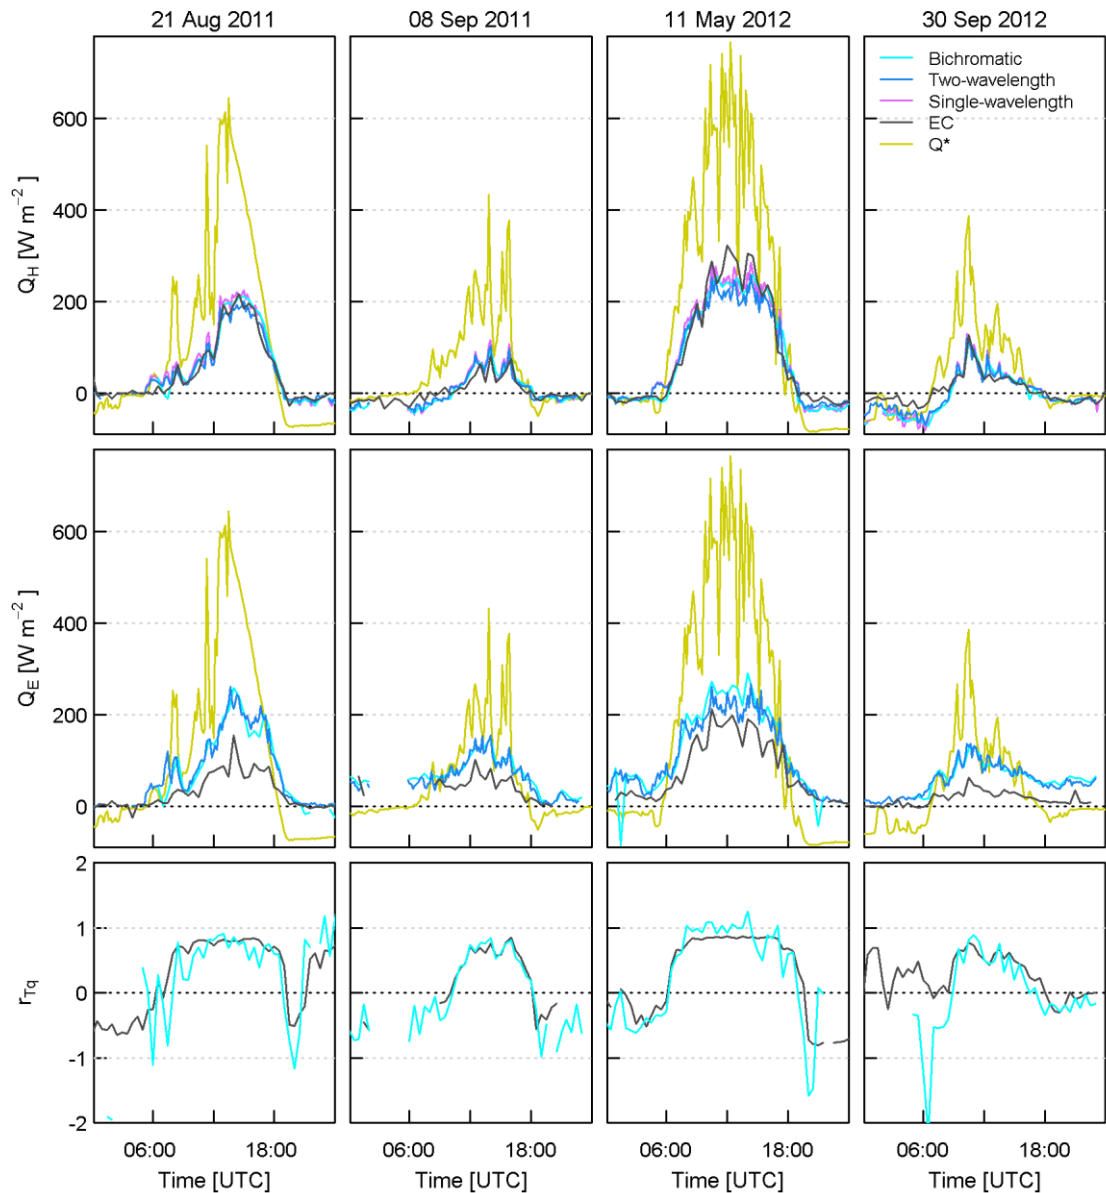 21 Aug 2011 08 Sep 2011 11 May 2012 30 Sep 2012
Bichromatic
Two-wavelength
Single-wavelength
EC
Q*
Q_H [W m⁻²]
600
400
200
0
Q_E [W m⁻²]
600
400
200
0
r_Tq
2
1
0
-1
-2
06:00 18:00 06:00 18:00 06:00 18:00 06:00 18:00
Time [UTC] Time [UTC] Time [UTC] Time [UTC]